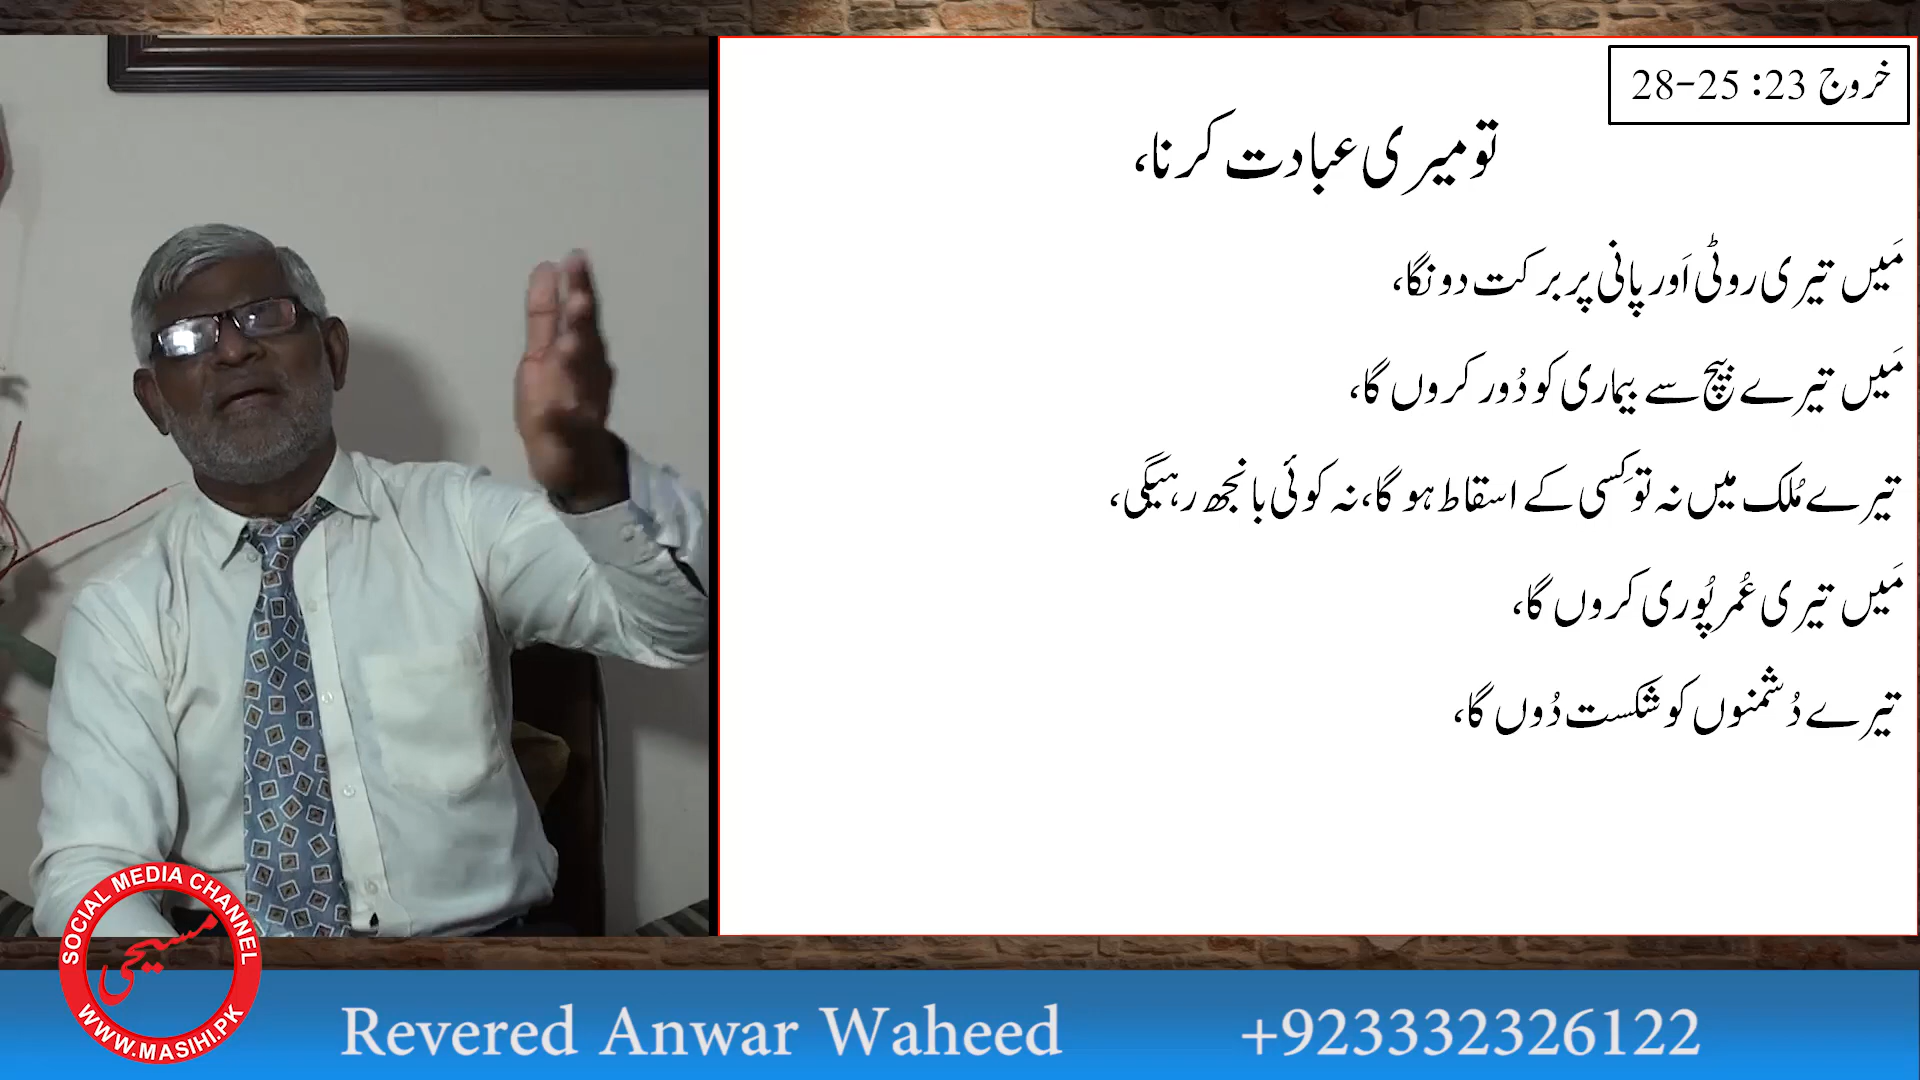 خروج 23: 25-28
تو میری عبادت کرنا،
مَیں تیری روٹی اَور پانی پر برکت دونگا،
مَیں تیرے بیچ سے بیماری کو دُور کروں گا،
تیرے مُلک میں نہ تو کِسی کے اسقاط ہو گا، نہ کوئی بانجھ رہیگی،
مَیں تیری عُمر پُوری کروں گا،
تیرے دُشمنوں کو شکست دُوں گا،
SOCIAL MEDIA CHANNEL
مسیحی
WWW.MASIHI.PK
Revered Anwar Waheed
+923332326122